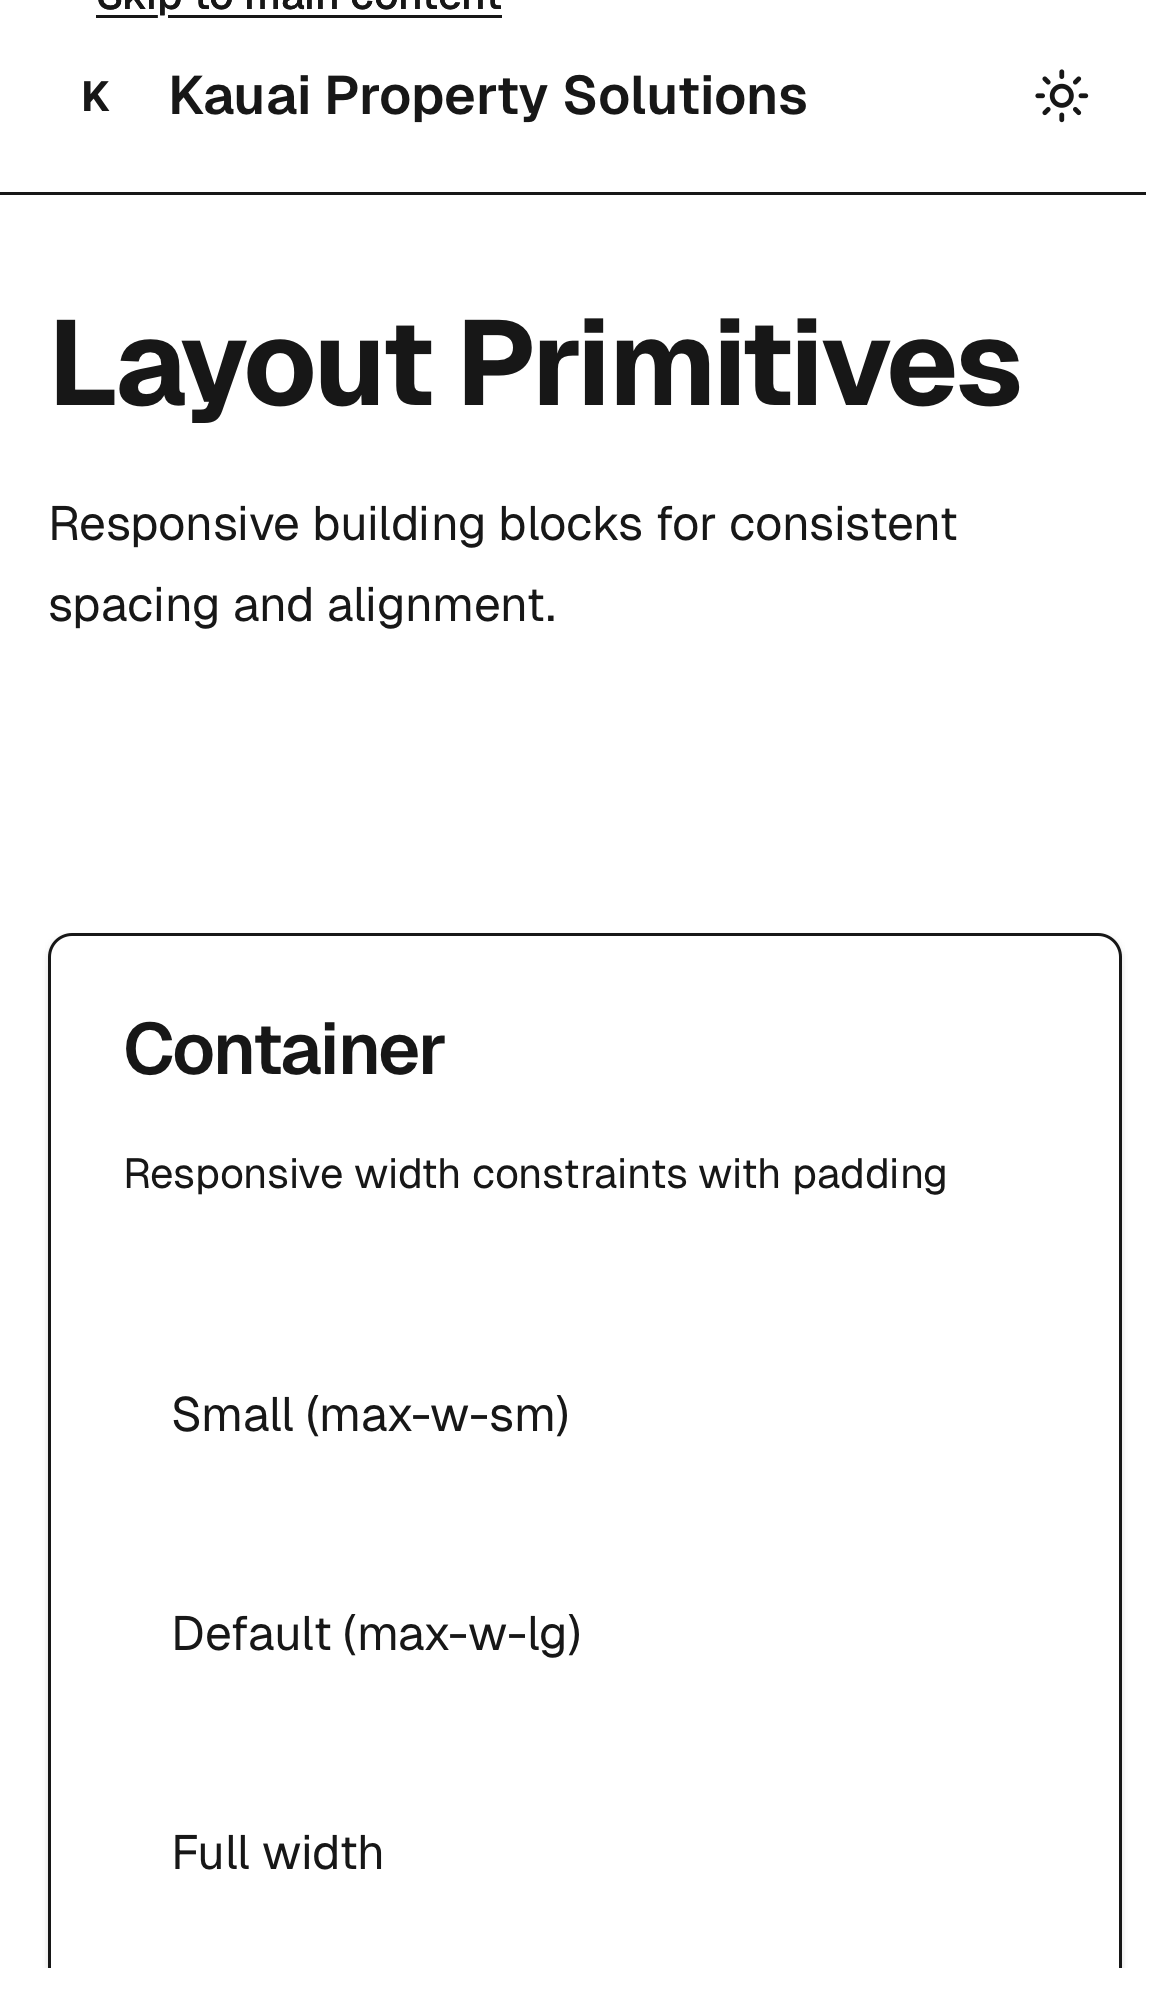 Skip to main content
K Kauai Property Solutions
Layout Primitives
Responsive building blocks for consistent
spacing and alignment.
Container
Responsive width constraints with padding
Small (max-w-sm)
Default (max-w-lg)
Full width